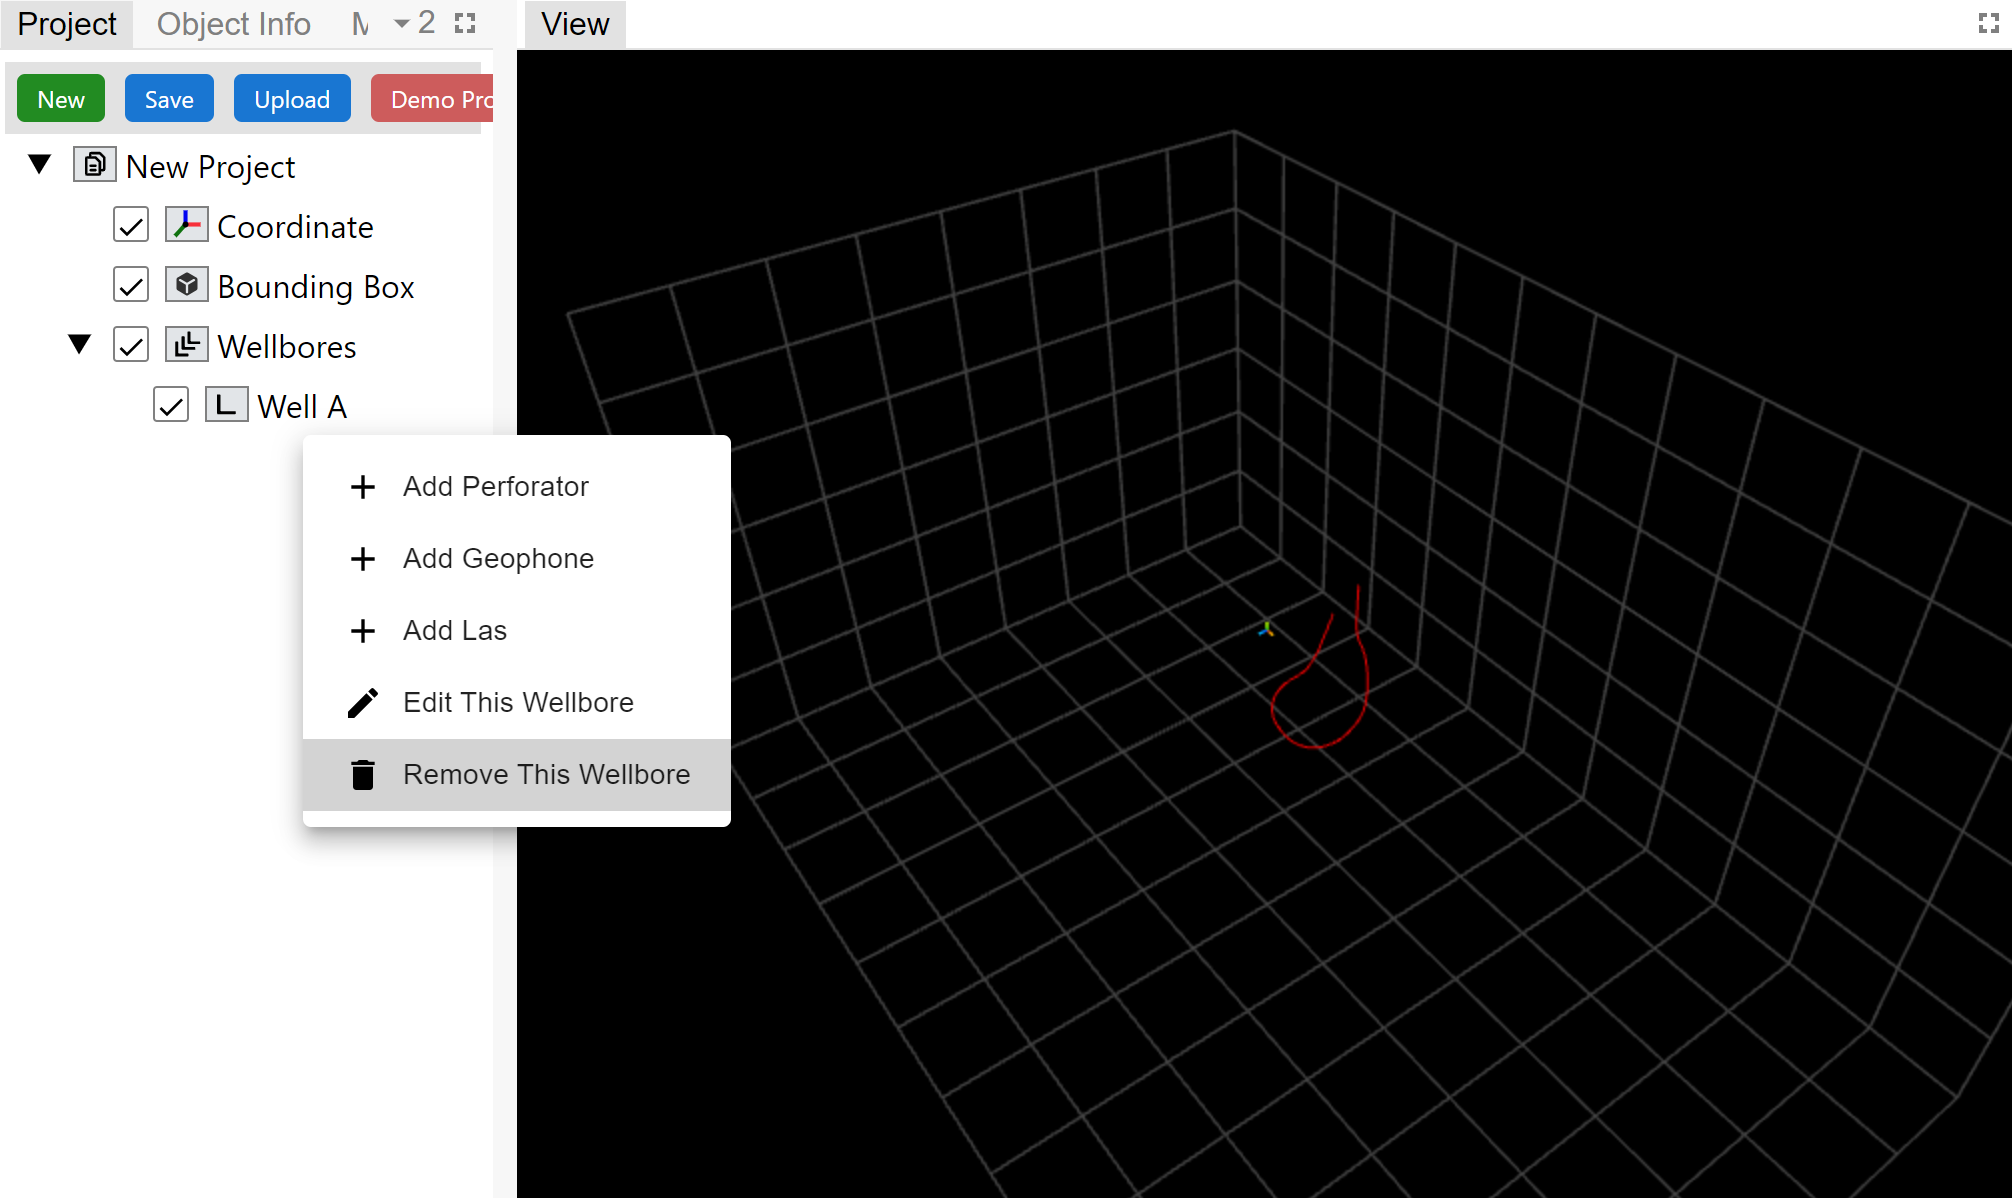 Project Object Info 2 View
New Save Upload Demo
New Project
Coordinate
Bounding Box
Wellbores
Well A
Add Perforator
Add Geophone
Add Las
Edit This Wellbore
Remove This Wellbore